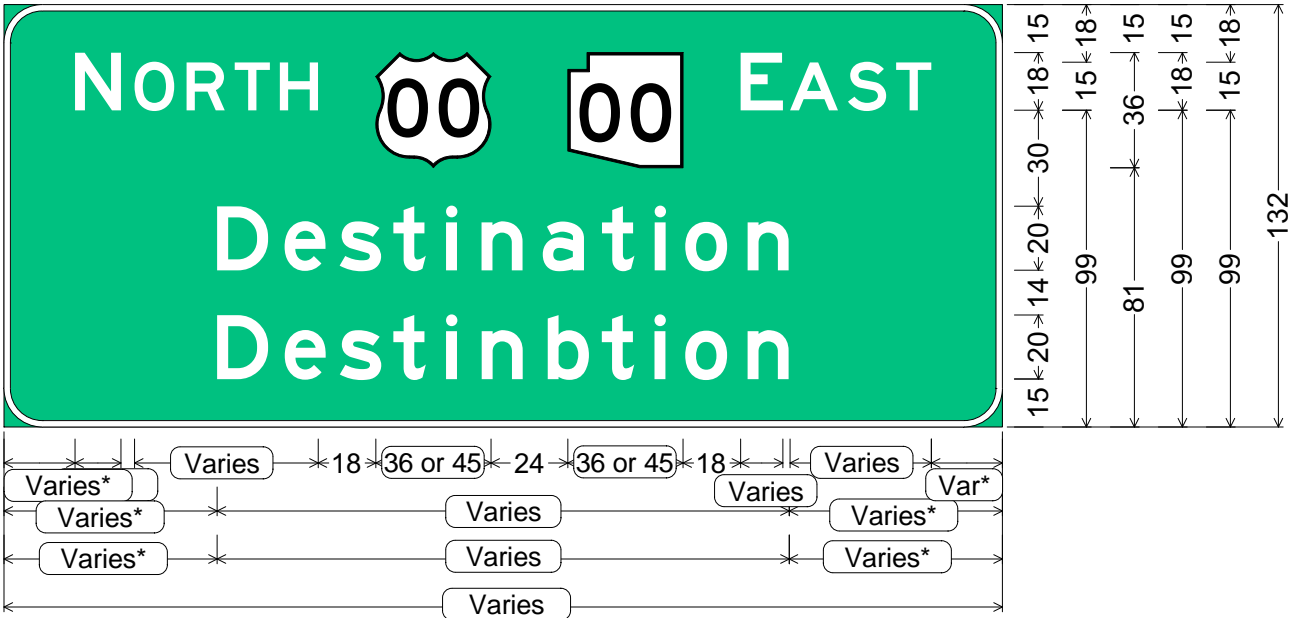 NORTH 00 00 EAST
Destination
Destinbtion
15 18 30 20 14 20 15
18 15 99
15 36 81
15 18 99
18 15 99
132
Varies 18 36 or 45 24 36 or 45 18 Varies
Varies* Varies Var*
Varies* Varies Varies*
Varies* Varies Varies*
Varies